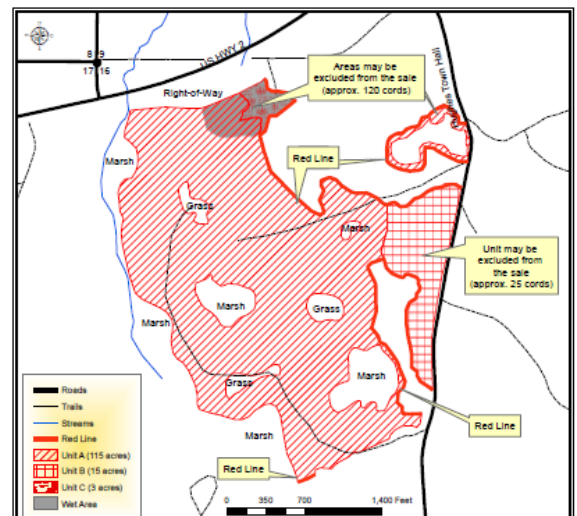 8 9
17 16
US HWY 2
Right-of-Way
Areas may be
excluded from the sale
(approx. 120 cords)
Town Hall
Marsh
Red Line
Grass
Marsh
Unit may be
excluded from
the sale
(approx. 25 cords)
Marsh
Grass
Marsh
Grass
Marsh
Marsh
Red Line
Red Line
Roads
Trails
Streams
Red Line
Unit A (115 acres)
Unit B (15 acres)
Unit C (3 acres)
Wet Area
0 350 700 1,400 Feet